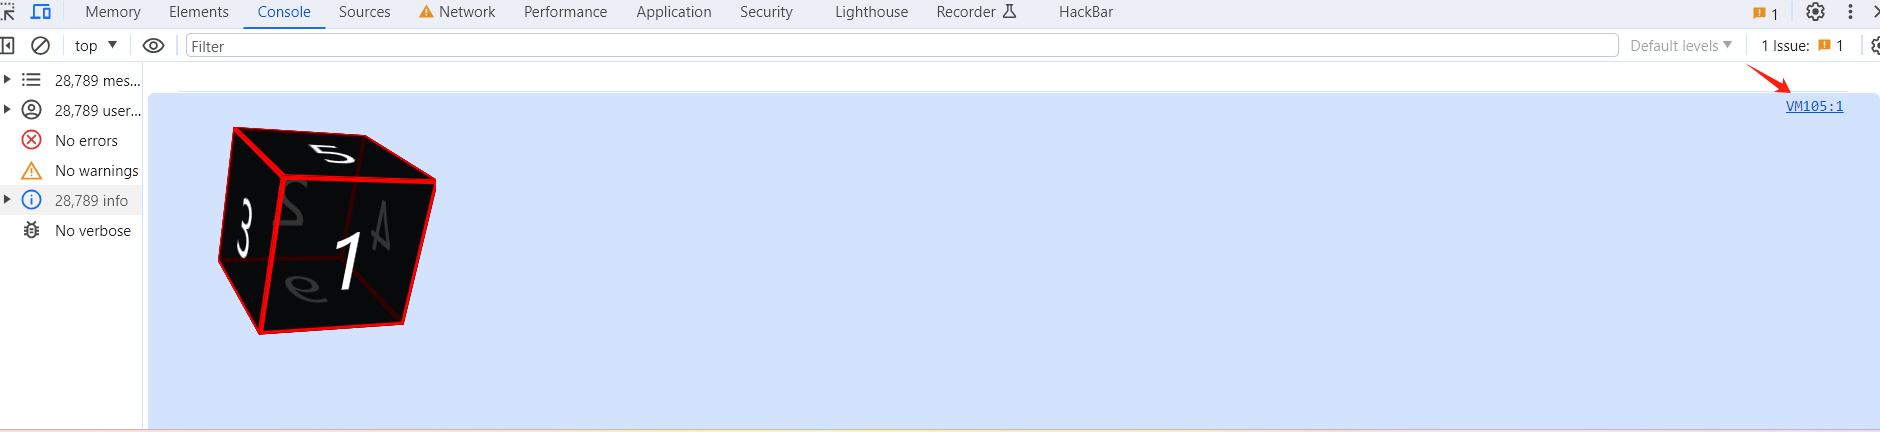 Memory Elements Console Sources Network Performance Application Security Lighthouse Recorder HackBar 1
top Filter Default levels 1 Issue: 1
28,789 mes...
28,789 user...
No errors
No warnings
28,789 info
No verbose
VM105:1
5
3
2
4
1
6